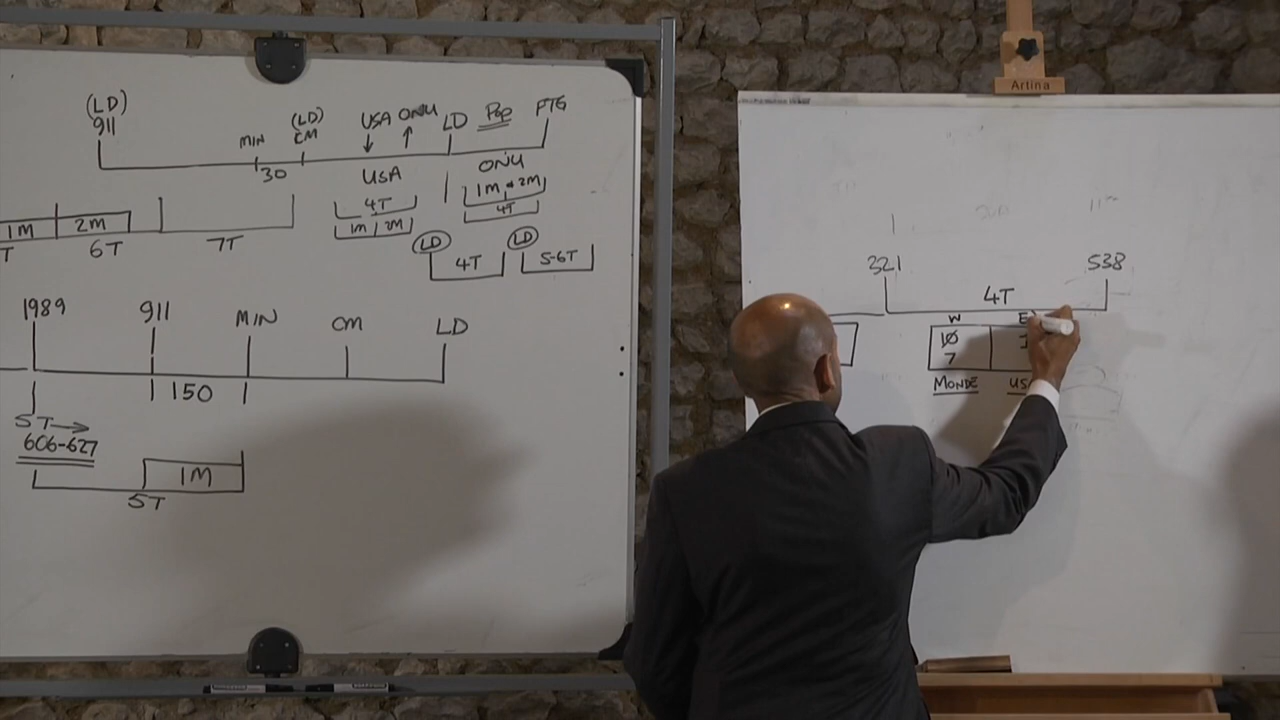 (LD)
911
MIN
(LD)
CM
USA
ONU
LD
Pop
FTG
30
USA
4T
1M 2M
ONU
1M 2M
4T
1M
2M
T
6T
7T
LD
4T
LD
5-6T
1989
911
MIN
CM
LD
150
5T
606-627
1M
5T
Artina
321
538
4T
W
E
10
7
MONDE